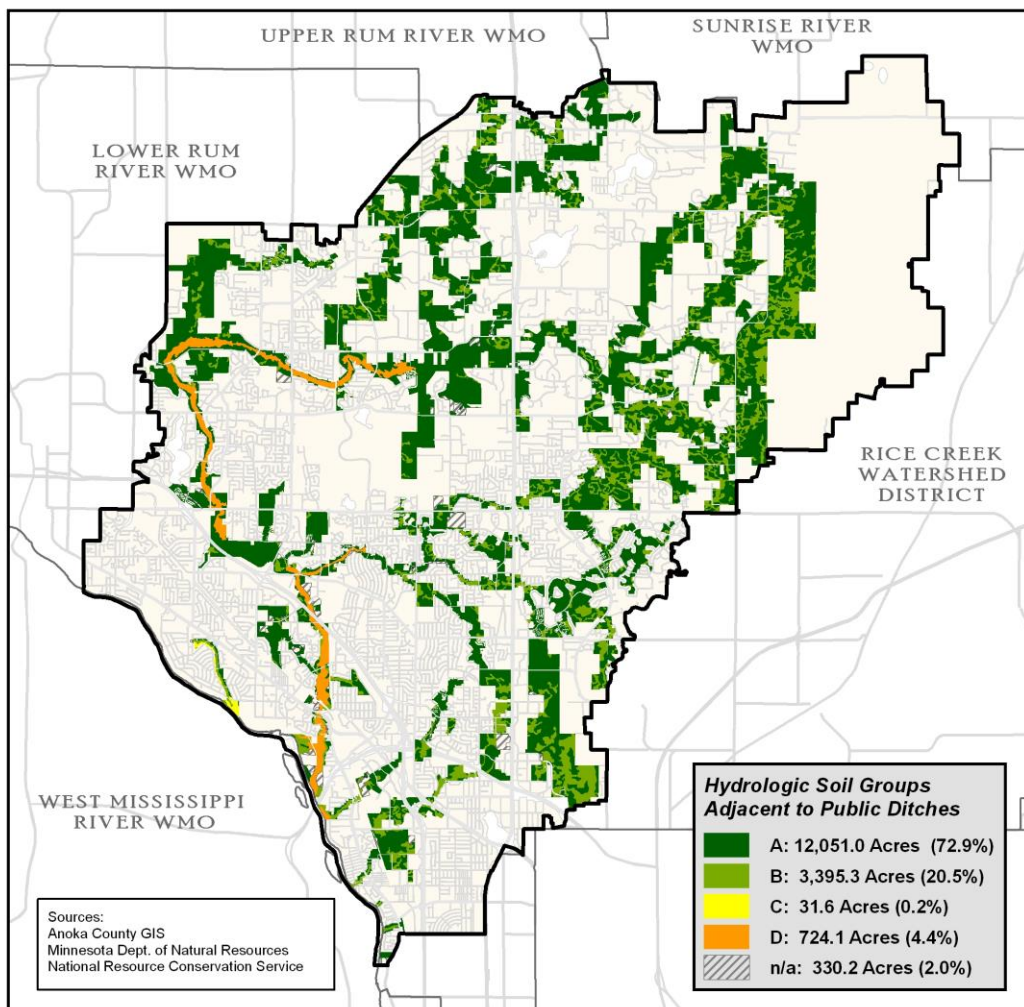 UPPER RUM RIVER WMO
SUNRISE RIVER
WMO
LOWER RUM
RIVER WMO
RICE CREEK
WATERSHED
DISTRICT
WEST MISSISSIPPI
RIVER WMO
Hydrologic Soil Groups
Adjacent to Public Ditches
A: 12,051.0 Acres (72.9%)
B: 3,395.3 Acres (20.5%)
C: 31.6 Acres (0.2%)
D: 724.1 Acres (4.4%)
n/a: 330.2 Acres (2.0%)
Sources:
Anoka County GIS
Minnesota Dept. of Natural Resources
National Resource Conservation Service